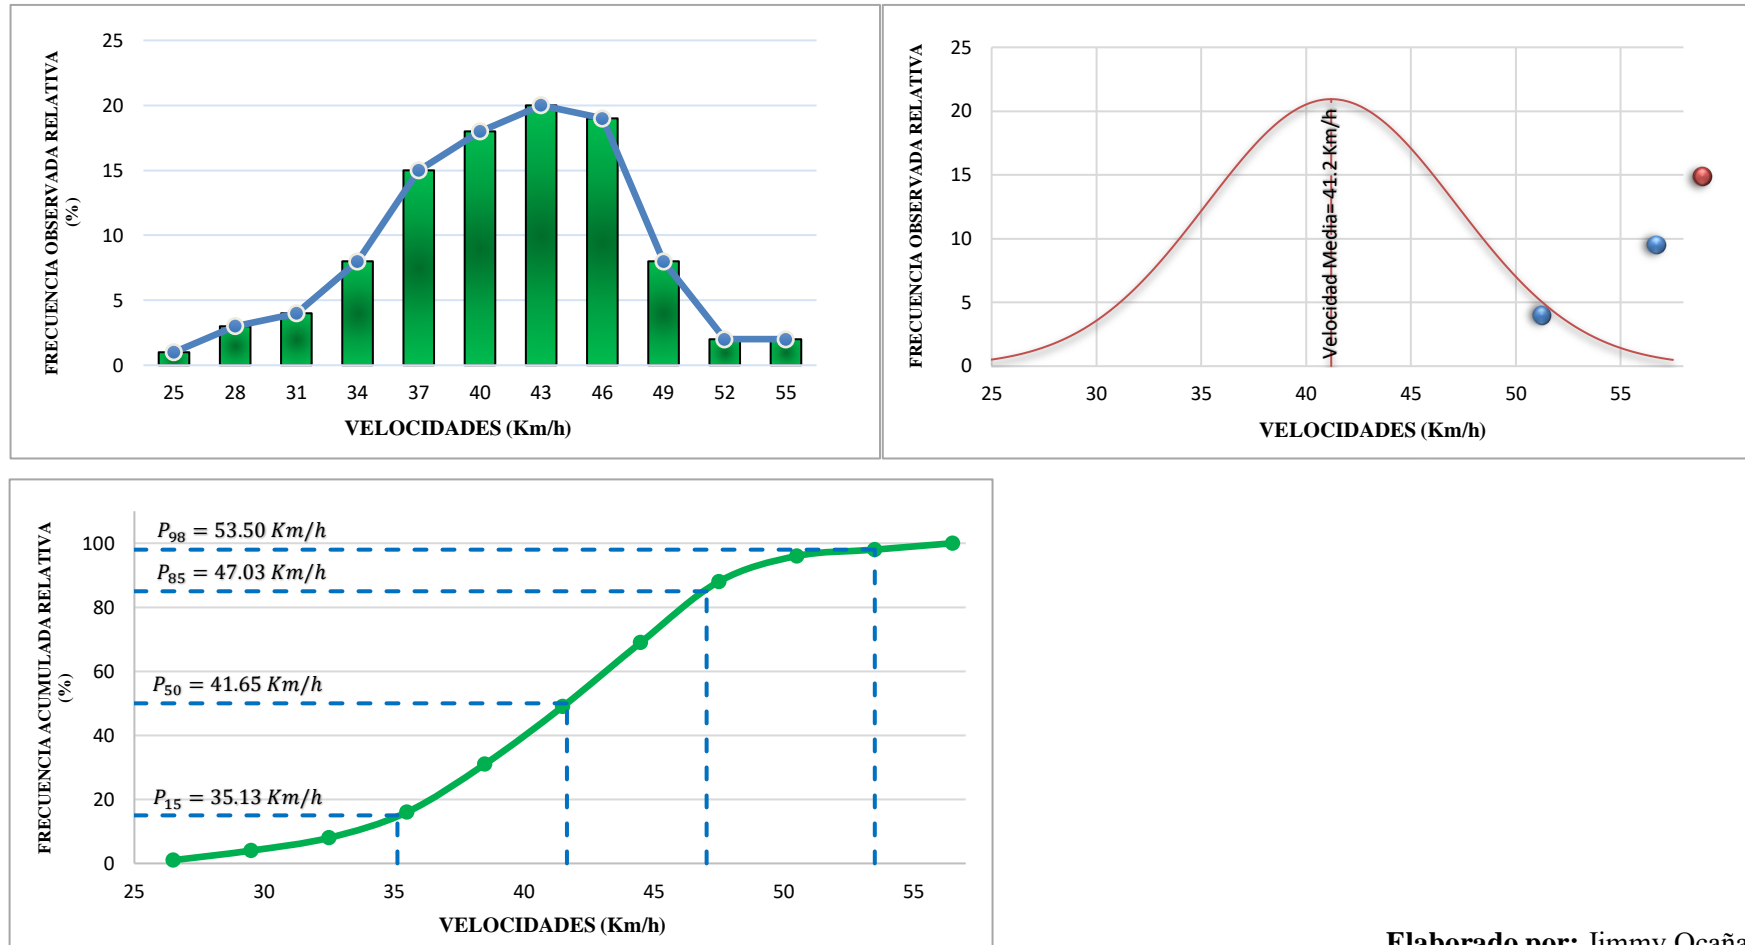 FRECUENCIA OBSERVADA RELATIVA
(%)
25
20
15
10
5
0
25 28 31 34 37 40 43 46 49 52 55
VELOCIDADES (Km/h)
FRECUENCIA OBSERVADA RELATIVA
25
20
15
10
5
0
Velocidad Media= 41.2 Km/h
25 30 35 40 45 50 55
VELOCIDADES (Km/h)
FRECUENCIA ACUMULADA RELATIVA
(%)
100
80
60
40
20
0
P₉₈ = 53.50 Km/h
P₈₅ = 47.03 Km/h
P₅₀ = 41.65 Km/h
P₁₅ = 35.13 Km/h
25 30 35 40 45 50 55
VELOCIDADES (Km/h)
Elaborado por: Jimmy Ocaña